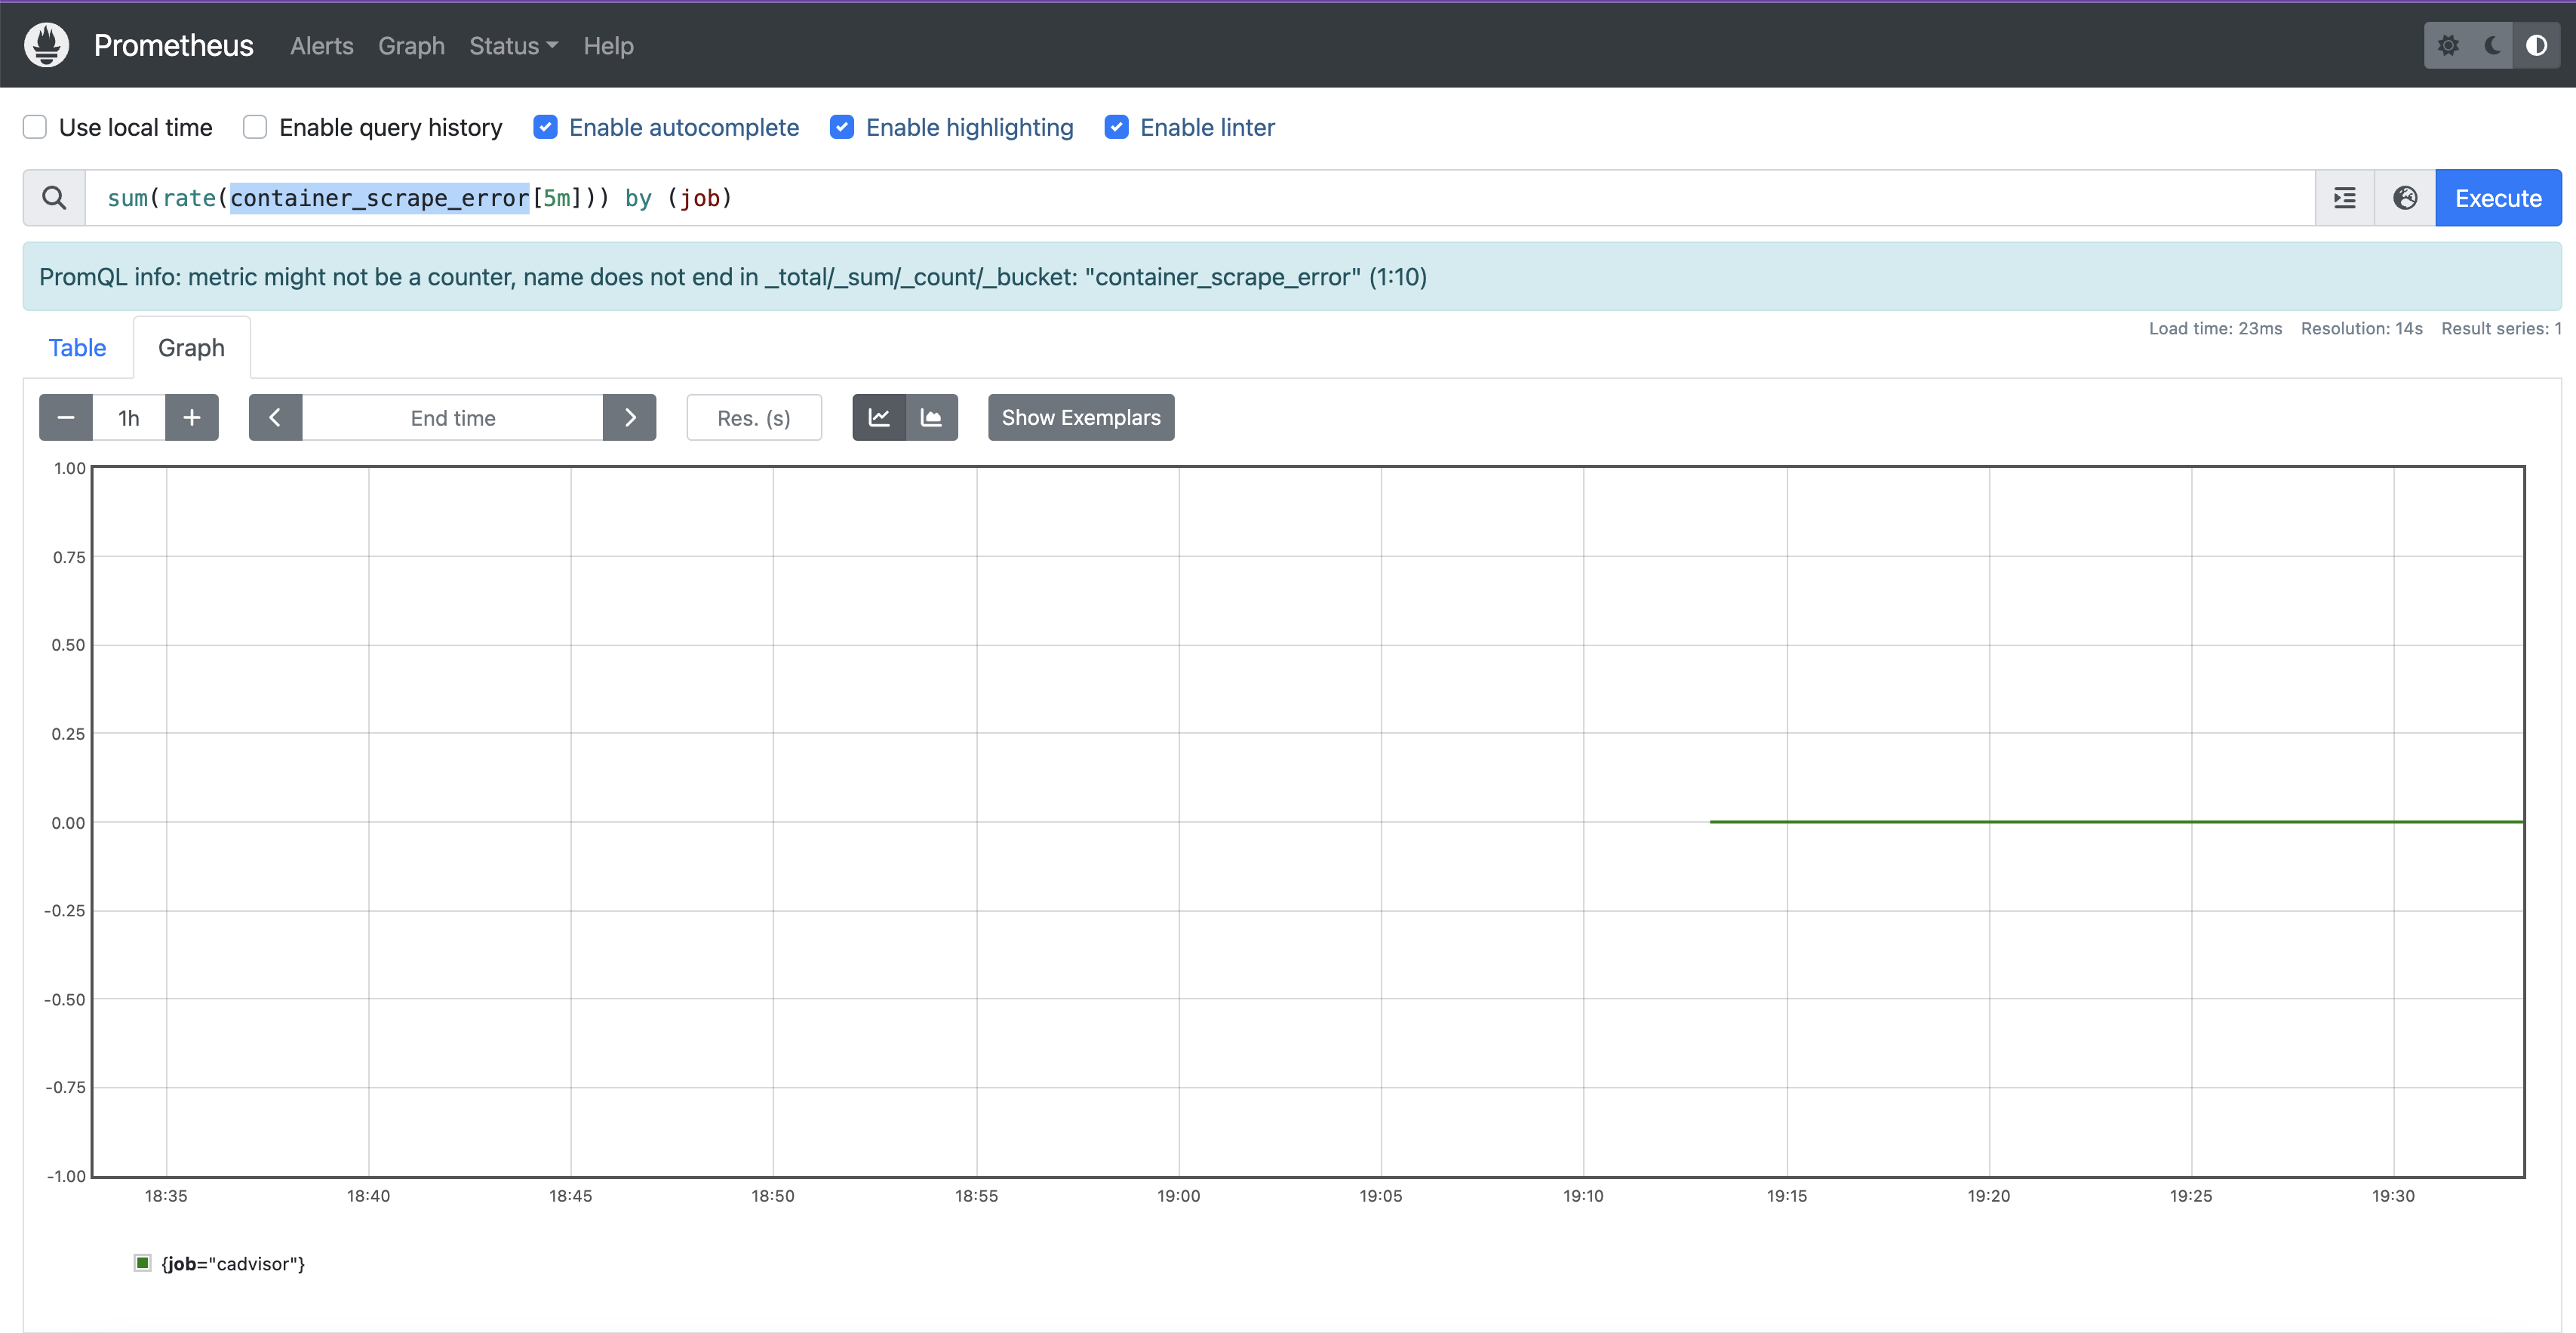 Prometheus Alerts Graph Status Help
Use local time Enable query history Enable autocomplete Enable highlighting Enable linter
sum(rate(container_scrape_error[5m])) by (job) Execute
PromQL info: metric might not be a counter, name does not end in _total/_sum/_count/_bucket: "container_scrape_error" (1:10)
Table Graph Load time: 23ms Resolution: 14s Result series: 1
1h End time Res. (s) Show Exemplars
1.00
0.75
0.50
0.25
0.00
-0.25
-0.50
-0.75
-1.00
18:35 18:40 18:45 18:50 18:55 19:00 19:05 19:10 19:15 19:20 19:25 19:30
{job="cadvisor"}